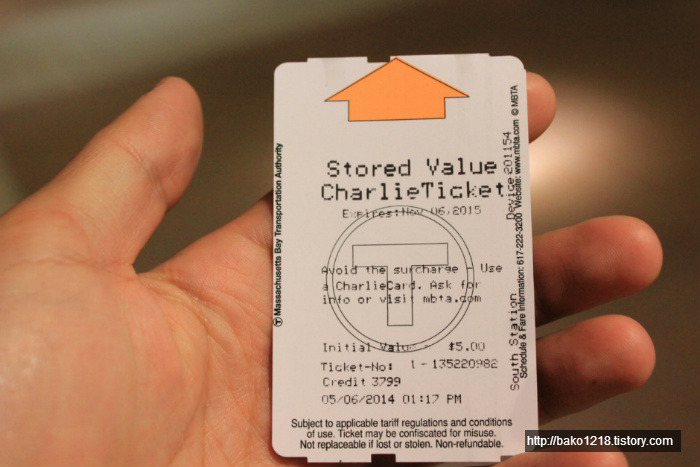 Stored Value
CharlieTicket
Expires:Nov 06,2015
Avoid the surcharge - Use
a CharlieCard. Ask for
info or visit mbta.com
Initial Value - $5.00
Ticket-No: 1 - 135220982
Credit 3799
05/06/2014 01:17 PM
Subject to applicable tariff regulations and conditions
of use. Ticket may be confiscated for misuse.
Not replaceable if lost or stolen. Non-refundable.
T Massachusetts Bay Transportation Authority
South Station Device:201154
Schedule & Fare Information: 617-222-3200 Website: www.mbta.com © MBTA
http://bako1218.tistory.com